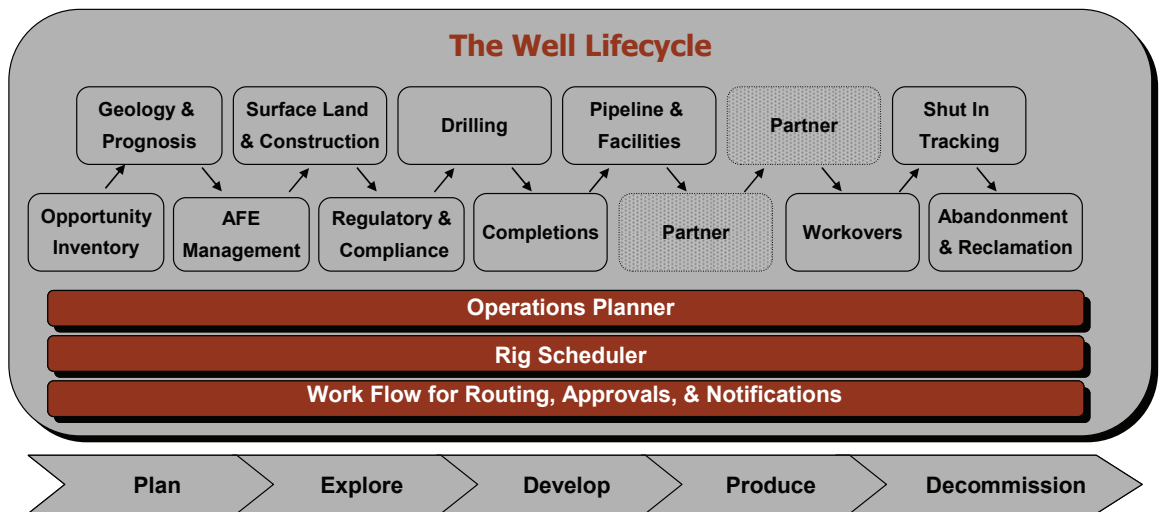 The Well Lifecycle
Geology &
Prognosis
Surface Land
& Construction
Drilling
Pipeline &
Facilities
Partner
Shut In
Tracking
Opportunity
Inventory
AFE
Management
Regulatory &
Compliance
Completions
Partner
Workovers
Abandonment
& Reclamation
Operations Planner
Rig Scheduler
Work Flow for Routing, Approvals, & Notifications
Plan
Explore
Develop
Produce
Decommission